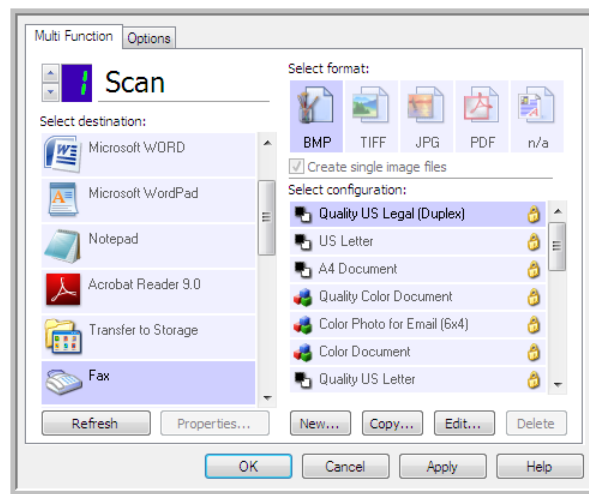 Multi Function
Options
1
Scan
Select destination:
Microsoft WORD
Microsoft WordPad
Notepad
Acrobat Reader 9.0
Transfer to Storage
Fax
Refresh
Properties...
Select format:
BMP TIFF JPG PDF n/a
Create single image files
Select configuration:
Quality US Legal (Duplex)
US Letter
A4 Document
Quality Color Document
Color Photo for Email (6x4)
Color Document
Quality US Letter
New... Copy... Edit... Delete
OK Cancel Apply Help